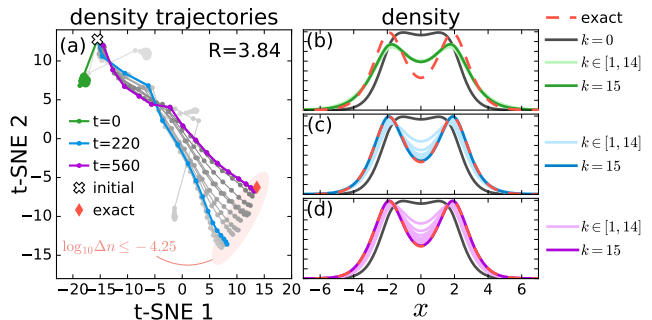 density trajectories
density
(a)
R=3.84
t-SNE 2
10
5
0
−5
−10
−15
t=0
t=220
t=560
initial
exact
log₁₀Δn ≤ −4.25
−20 −15 −10 −5 0 5 10 15 20
t-SNE 1
(b)
(c)
(d)
−6 −4 −2 0 2 4 6
x
exact
k = 0
k ∈ [1, 14]
k = 15
k ∈ [1, 14]
k = 15
k ∈ [1, 14]
k = 15